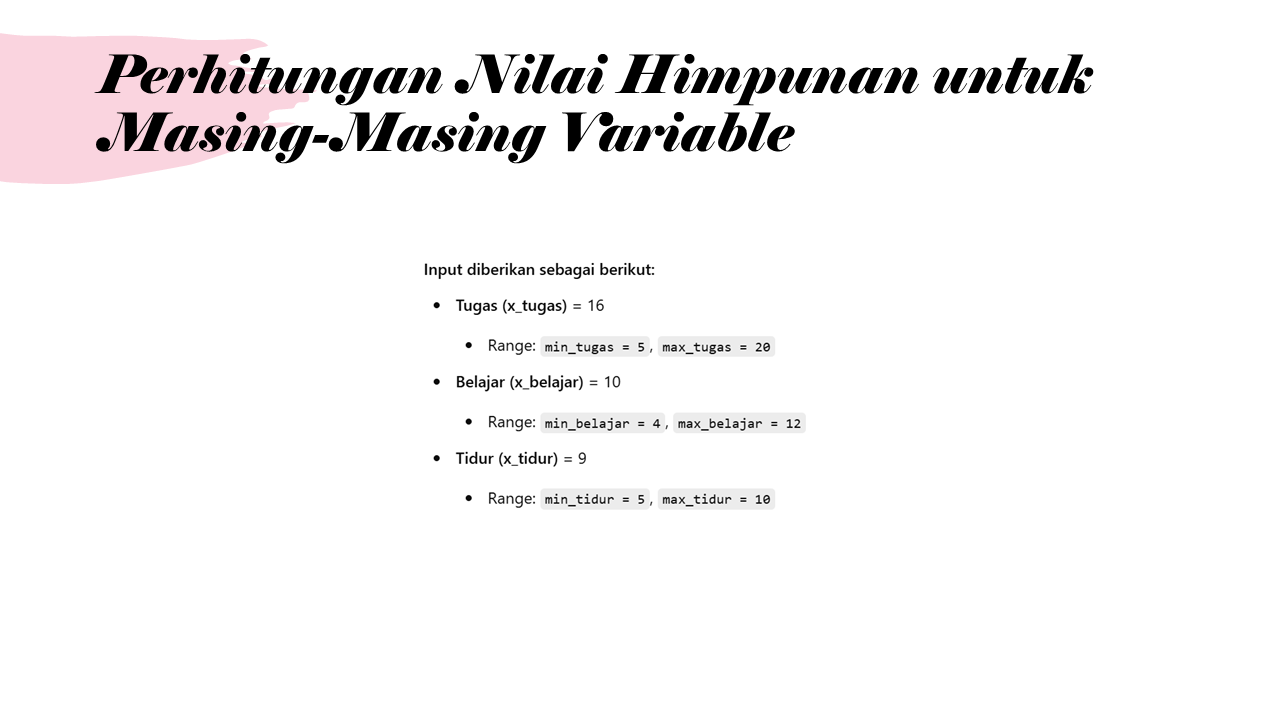 Perhitungan Nilai Himpunan untuk
Masing-Masing Variable
Input diberikan sebagai berikut:
• Tugas (x_tugas) = 16
• Range: min_tugas = 5, max_tugas = 20
• Belajar (x_belajar) = 10
• Range: min_belajar = 4, max_belajar = 12
• Tidur (x_tidur) = 9
• Range: min_tidur = 5, max_tidur = 10